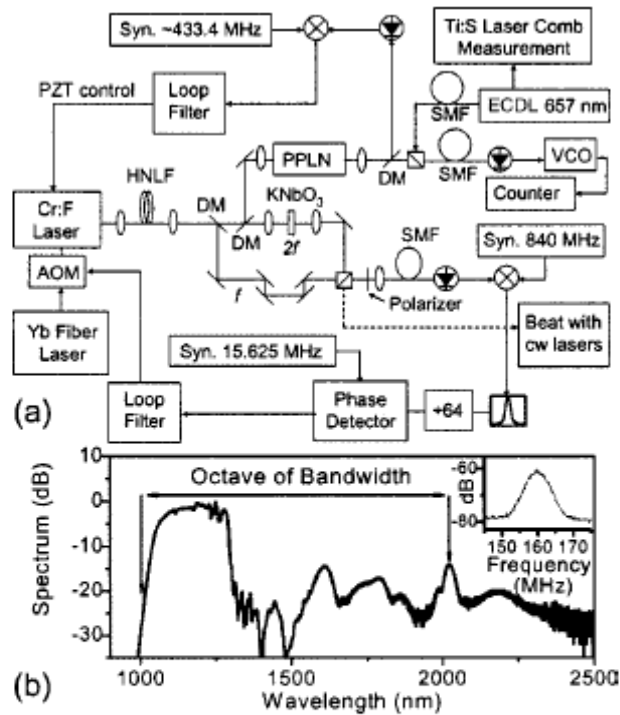 Syn. ~433.4 MHz
Ti:S Laser Comb
Measurement
PZT control
Loop
Filter
SMF
ECDL 657 nm
PPLN
DM
SMF
VCO
HNLF
Counter
Cr:F
Laser
DM
DM
KNbO3
2f
SMF
Syn. 840 MHz
AOM
f
Polarizer
Yb Fiber
Laser
Syn. 15.625 MHz
Beat with
cw lasers
(a)
Loop
Filter
Phase
Detector
÷64
Octave of Bandwidth
Spectrum (dB)
10
0
-10
-20
-30
-60
dB
-80
150 160 170
Frequency
(MHz)
(b)
1000 1500 2000 2500
Wavelength (nm)